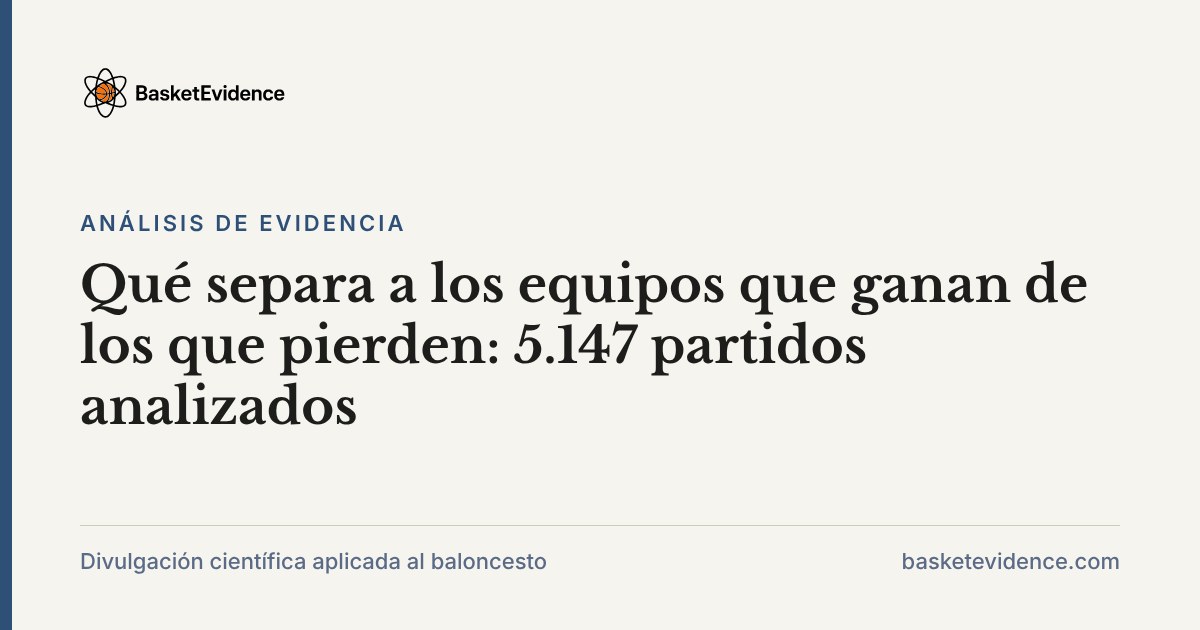 BasketEvidence
ANÁLISIS DE EVIDENCIA
Qué separa a los equipos que ganan de
los que pierden: 5.147 partidos
analizados
Divulgación científica aplicada al baloncesto
basketevidence.com